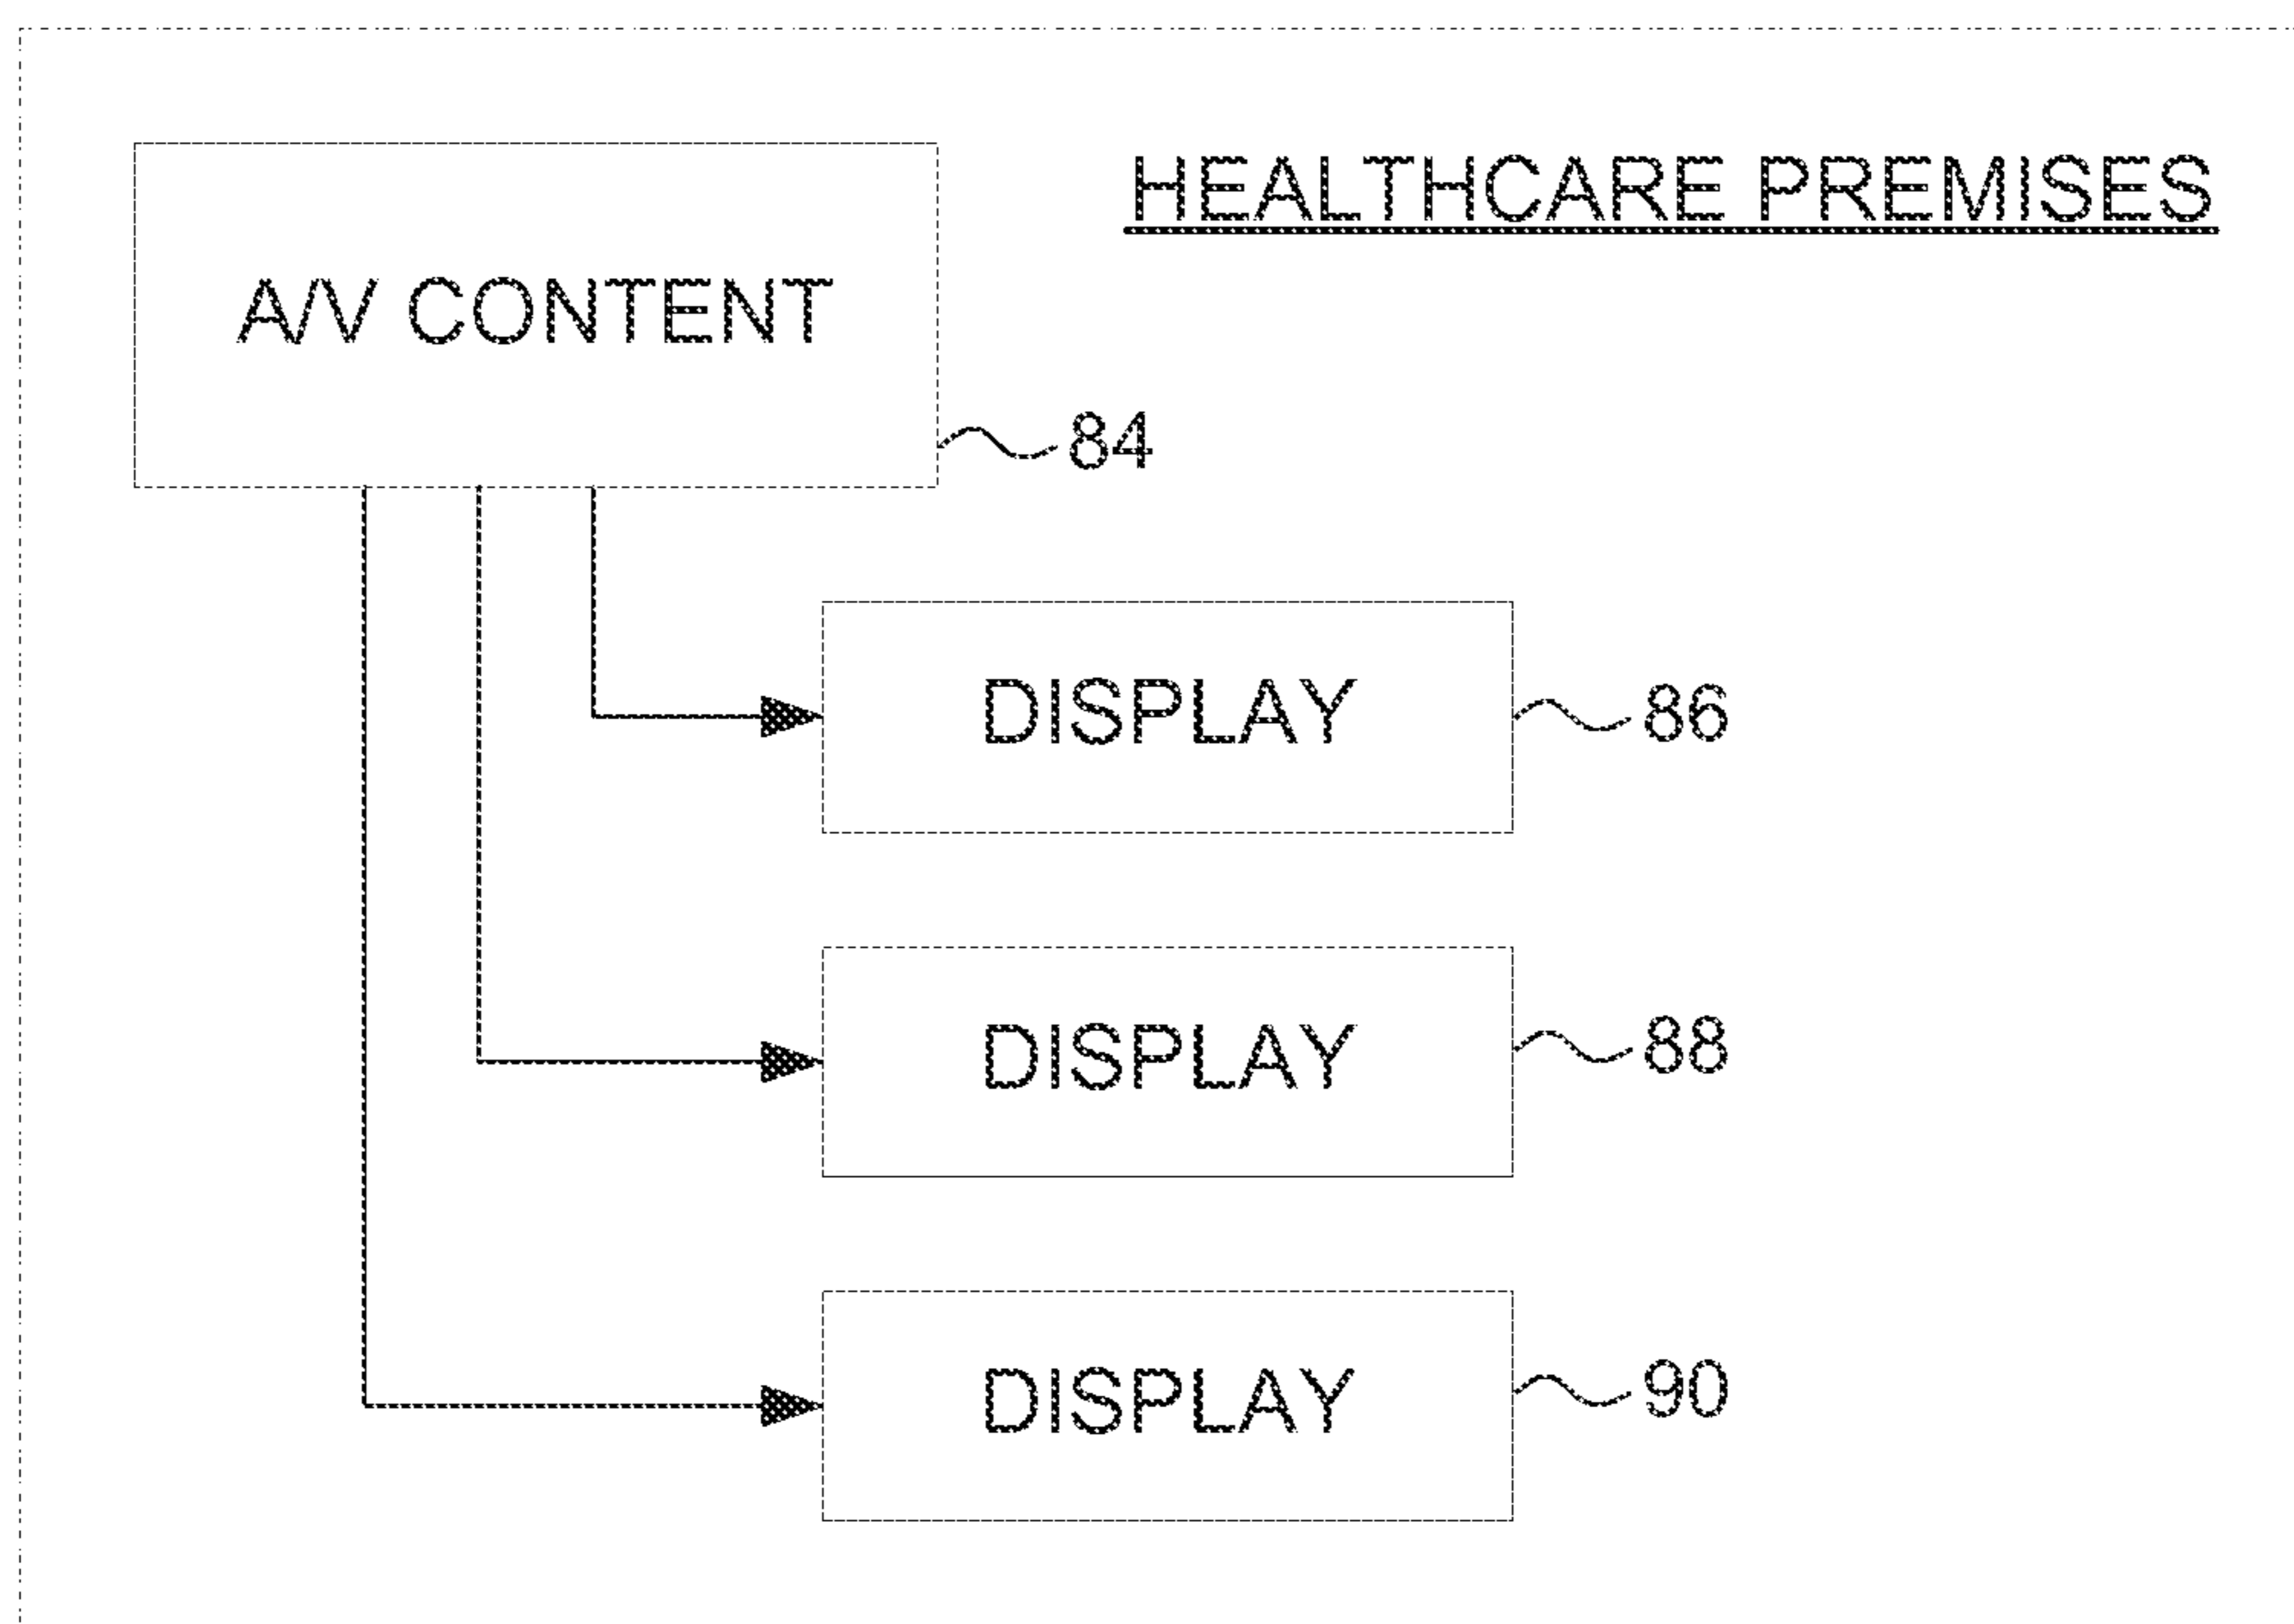 HEALTHCARE PREMISES
A/V CONTENT
84
DISPLAY
86
DISPLAY
88
DISPLAY
90